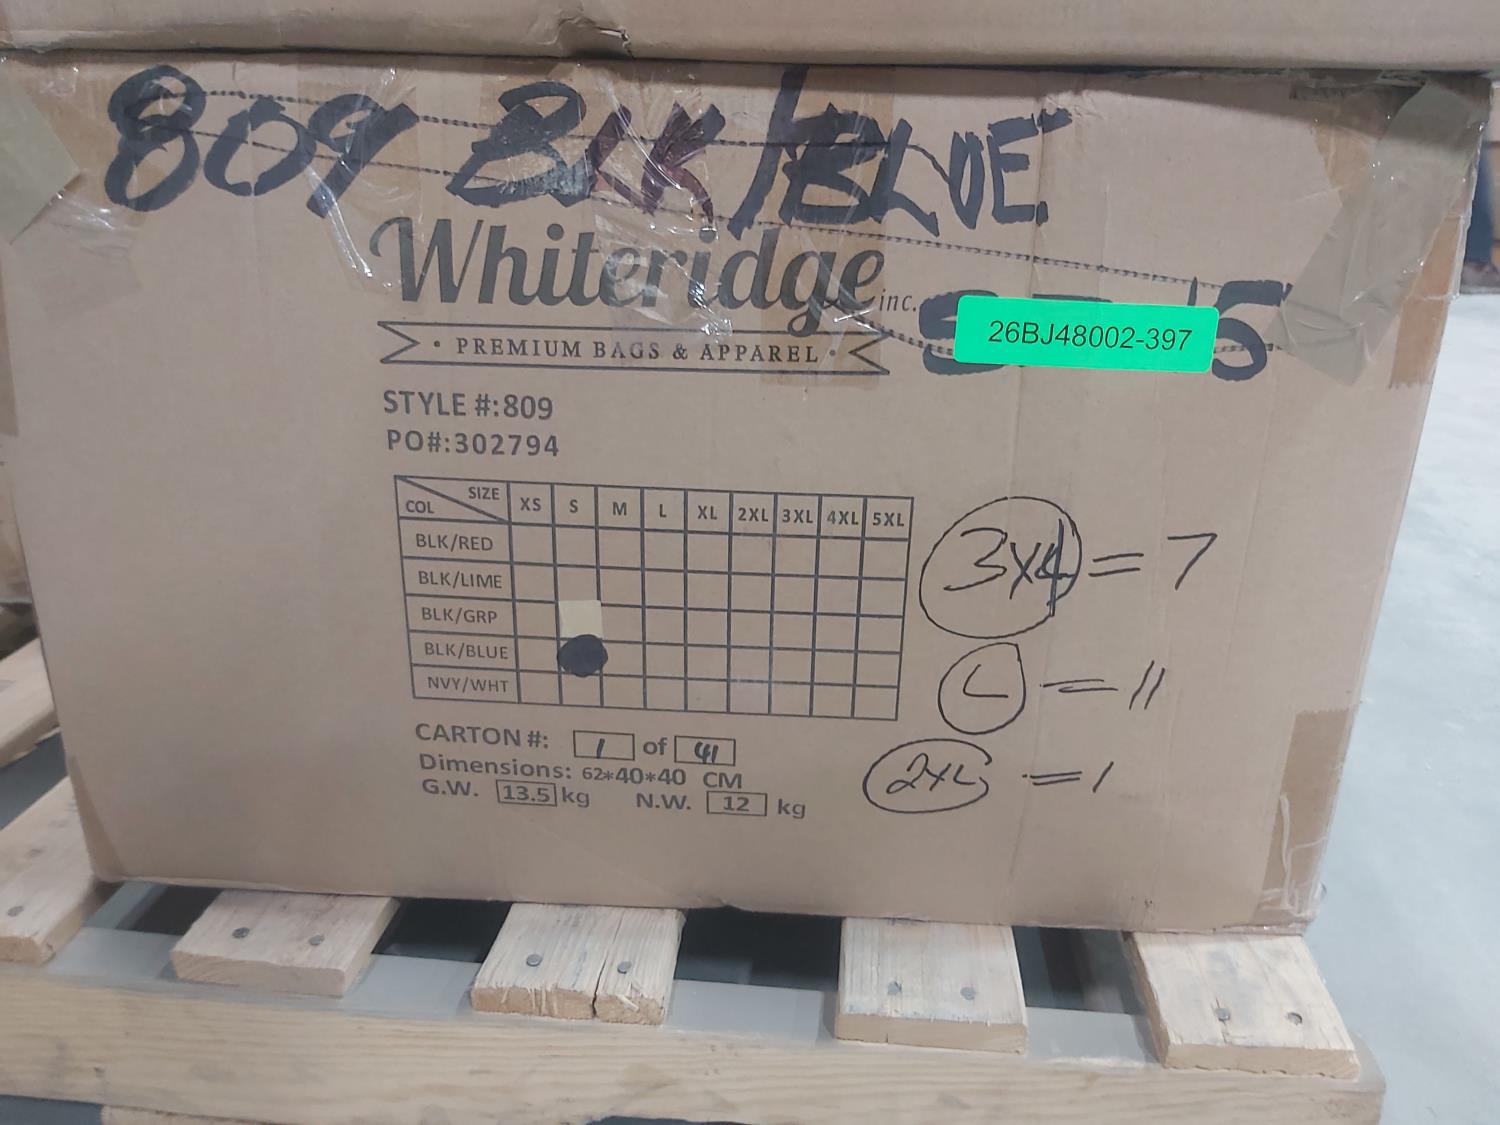 809 BLK/BLUE
Whiteridge inc.
PREMIUM BAGS & APPAREL
26BJ48002-397
STYLE #:809
PO#:302794
SIZE XS S M L XL 2XL 3XL 4XL 5XL
COL
BLK/RED
BLK/LIME
BLK/GRP
BLK/BLUE
NVY/WHT
CARTON #: 1 of 41
Dimensions: 62*40*40 CM
G.W. 13.5 kg N.W. 12 kg
= 7
L = 11
2XL = 1